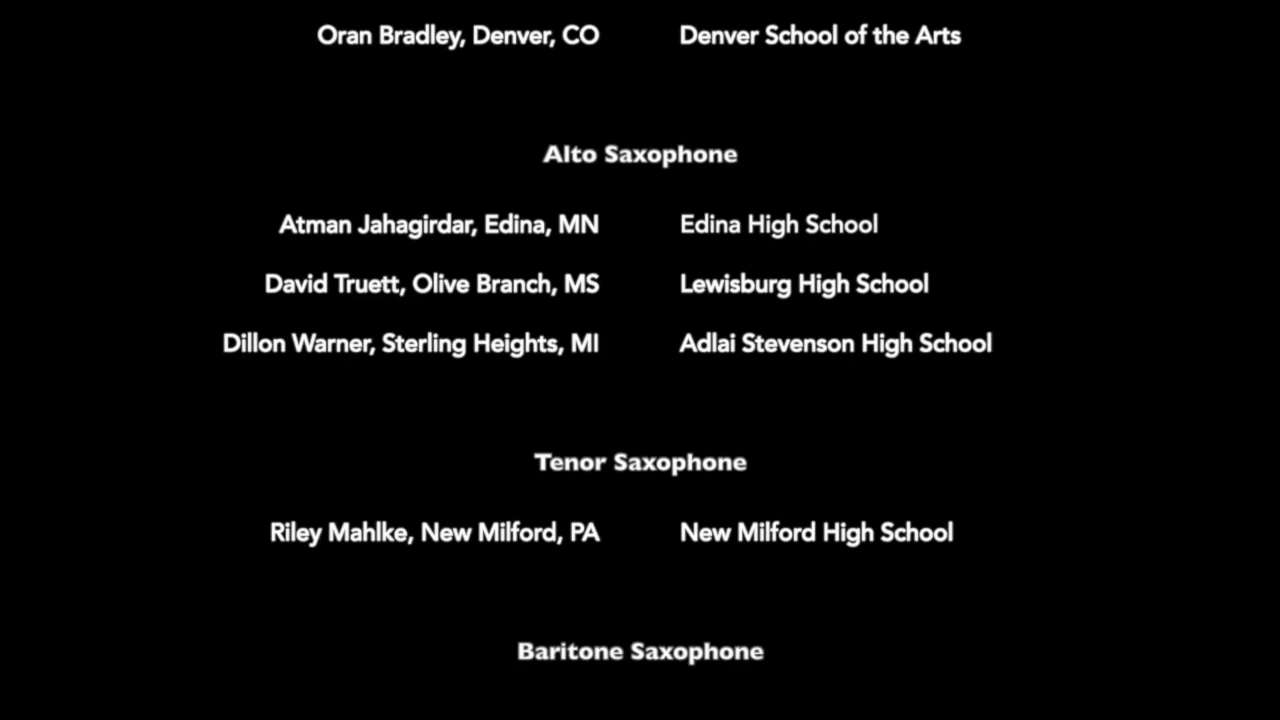 Oran Bradley, Denver, CO Denver School of the Arts
Alto Saxophone
Atman Jahagirdar, Edina, MN Edina High School
David Truett, Olive Branch, MS Lewisburg High School
Dillon Warner, Sterling Heights, MI Adlai Stevenson High School
Tenor Saxophone
Riley Mahlke, New Milford, PA New Milford High School
Baritone Saxophone